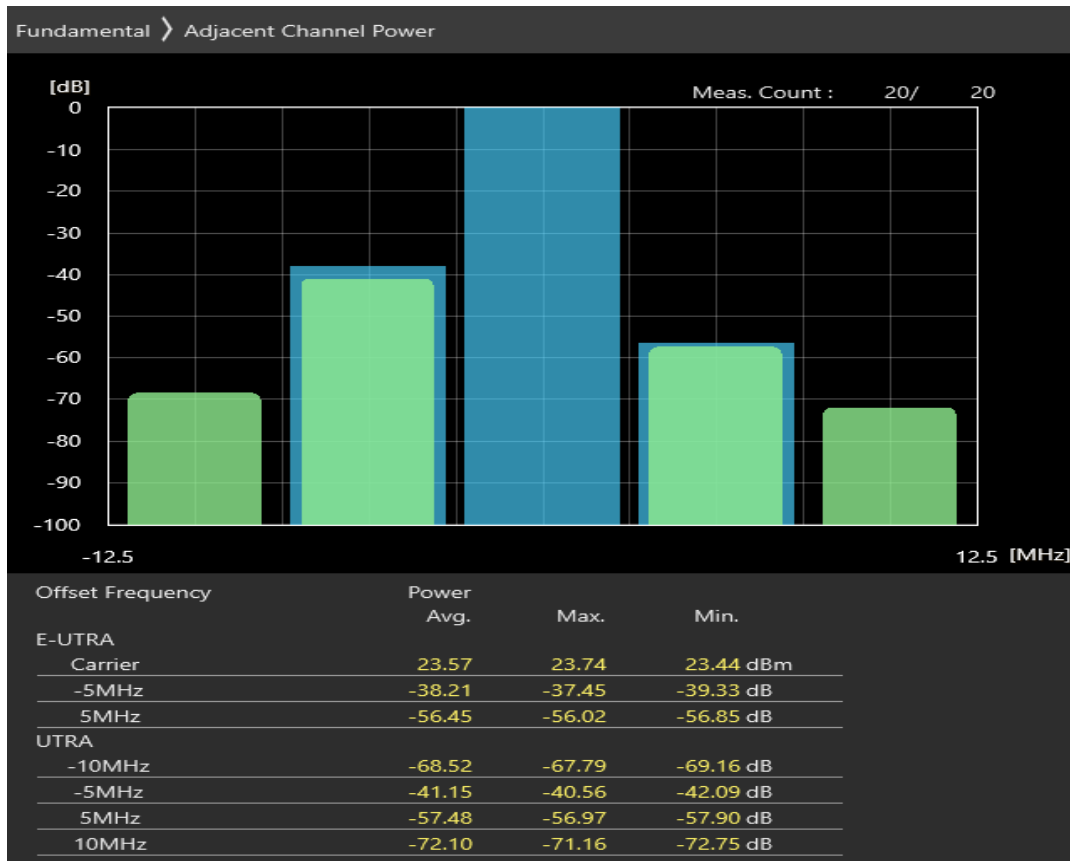 Fundamental ❯ Adjacent Channel Power
[dB]
Meas. Count : 20/ 20
0
-10
-20
-30
-40
-50
-60
-70
-80
-90
-100
-12.5 12.5 [MHz]
Offset Frequency Power
Avg. Max. Min.
E-UTRA
Carrier 23.57 23.74 23.44 dBm
-5MHz -38.21 -37.45 -39.33 dB
5MHz -56.45 -56.02 -56.85 dB
UTRA
-10MHz -68.52 -67.79 -69.16 dB
-5MHz -41.15 -40.56 -42.09 dB
5MHz -57.48 -56.97 -57.90 dB
10MHz -72.10 -71.16 -72.75 dB